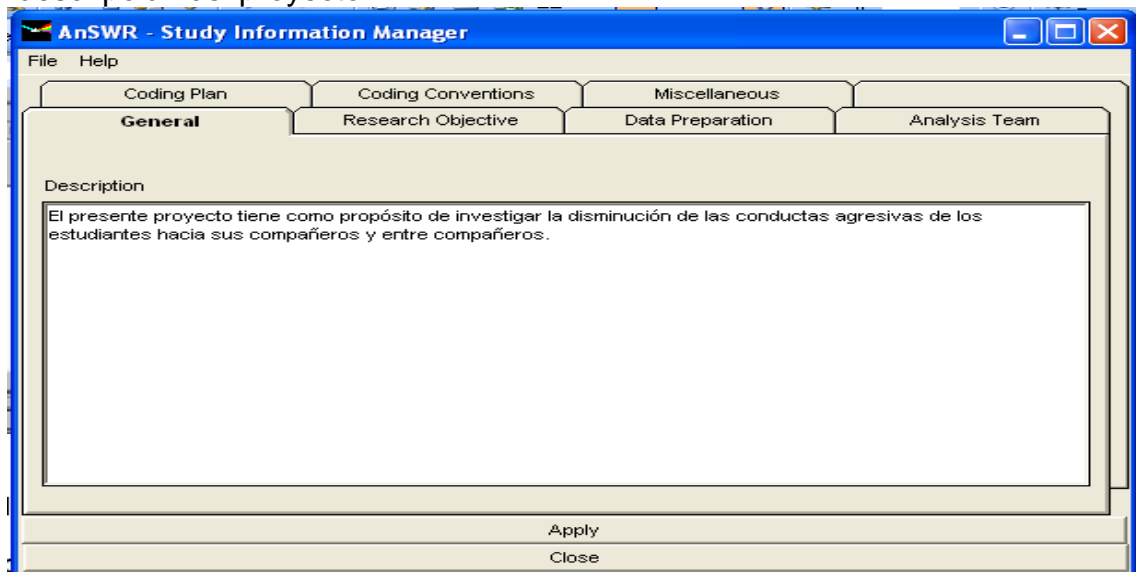 AnSWR - Study Information Manager
File Help
Coding Plan Coding Conventions Miscellaneous
General Research Objective Data Preparation Analysis Team
Description
El presente proyecto tiene como propósito de investigar la disminución de las conductas agresivas de los
estudiantes hacia sus compañeros y entre compañeros.
Apply
Close